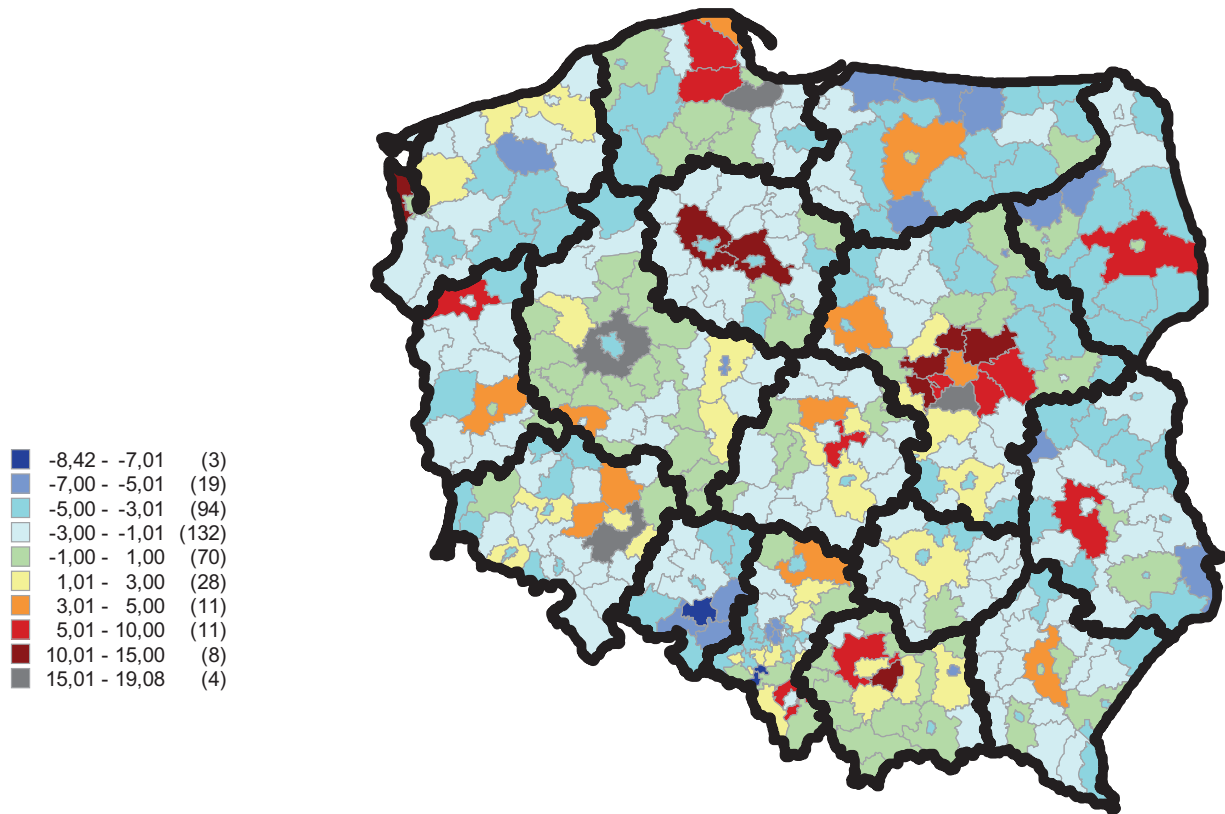 -8,42 - -7,01 (3)
-7,00 - -5,01 (19)
-5,00 - -3,01 (94)
-3,00 - -1,01 (132)
-1,00 - 1,00 (70)
1,01 - 3,00 (28)
3,01 - 5,00 (11)
5,01 - 10,00 (11)
10,01 - 15,00 (8)
15,01 - 19,08 (4)